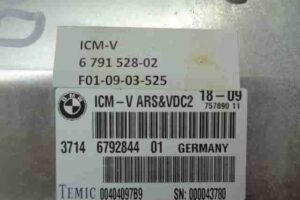 ICM-V
6 791 528-02
F01-09-03-525
ICM-V ARS&VDC2 18-09
757890 11
3714 6792844 01 GERMANY
TEMIC 00404097B9 SN: 000043780